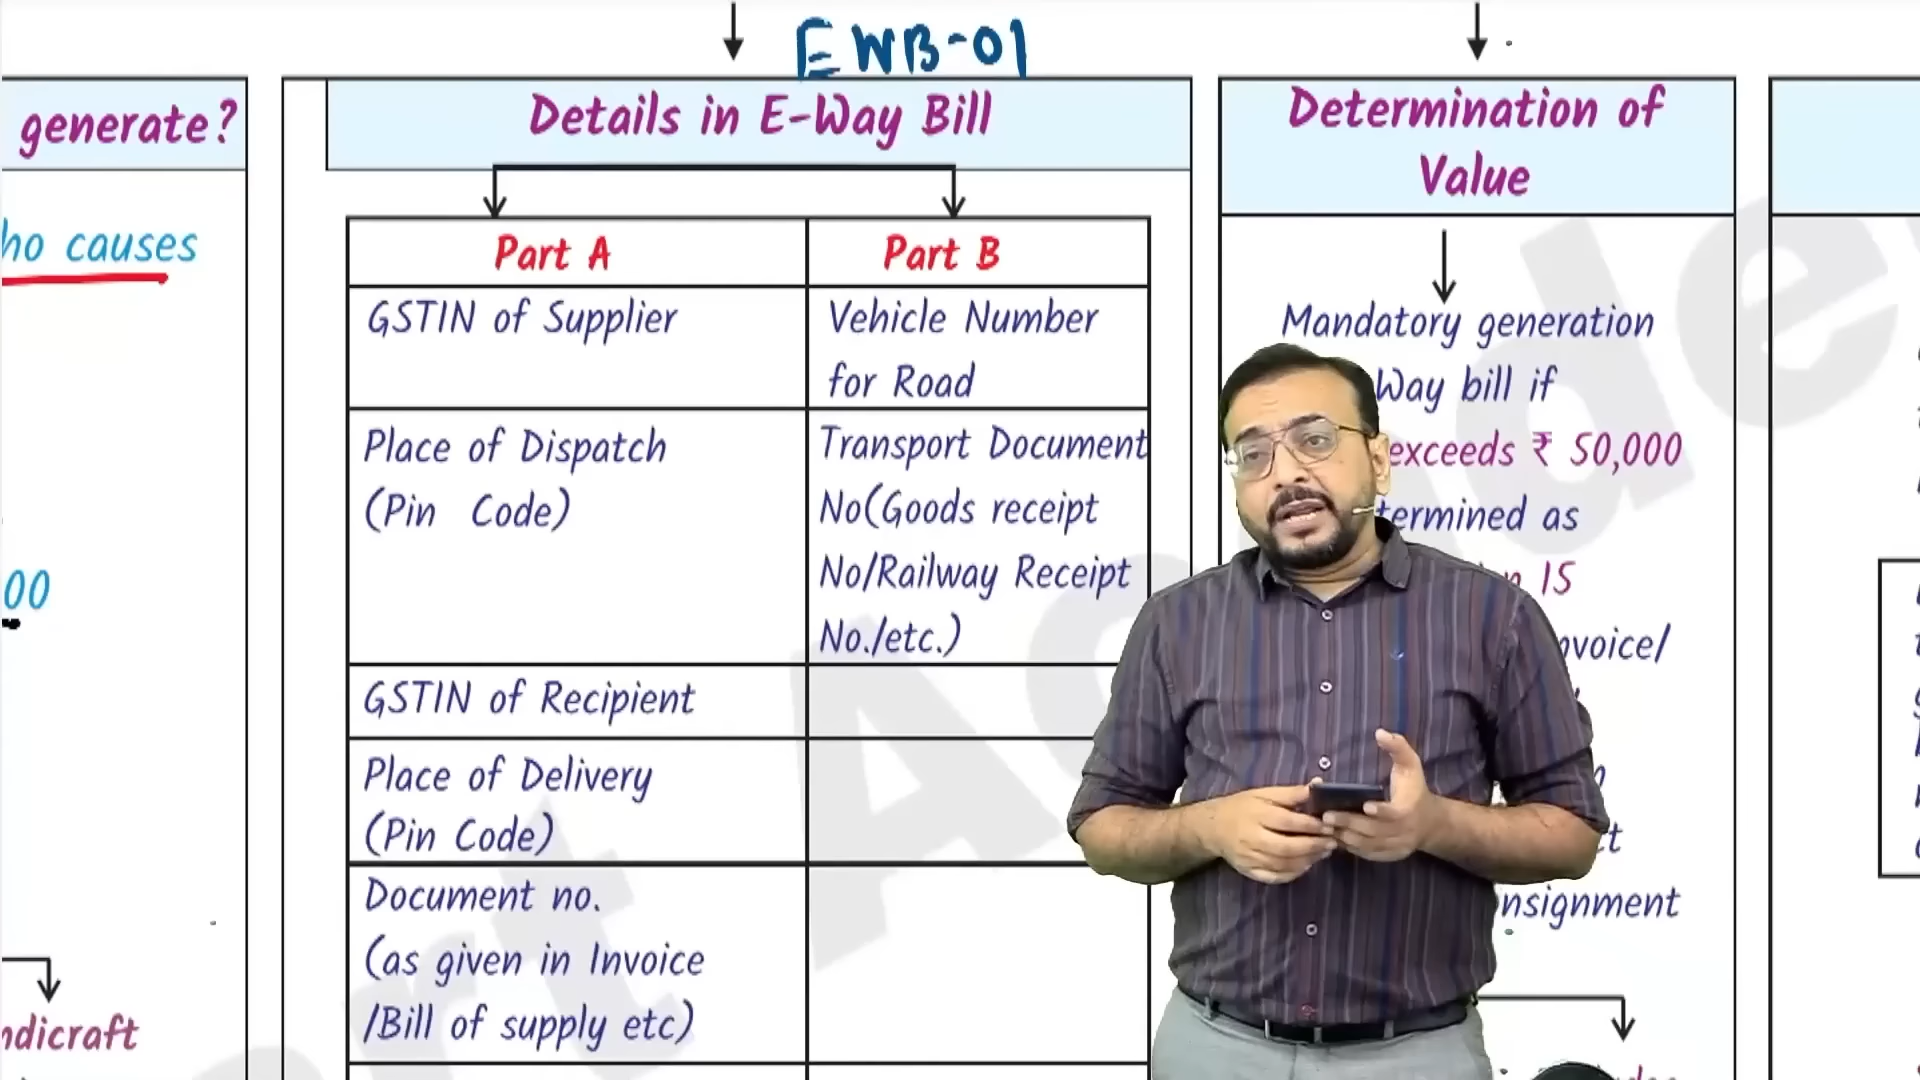 EWB-01
generate?
ho causes
00
ndicraft
Details in E-Way Bill
Part A
Part B
GSTIN of Supplier
Vehicle Number
for Road
Place of Dispatch
(Pin Code)
Transport Document
No(Goods receipt
No/Railway Receipt
No./etc.)
GSTIN of Recipient
Place of Delivery
(Pin Code)
Document no.
(as given in Invoice
/Bill of supply etc)
Determination of
Value
Mandatory generation
Way bill if
exceeds ₹ 50,000
termined as
15
nvoice/
nsignment